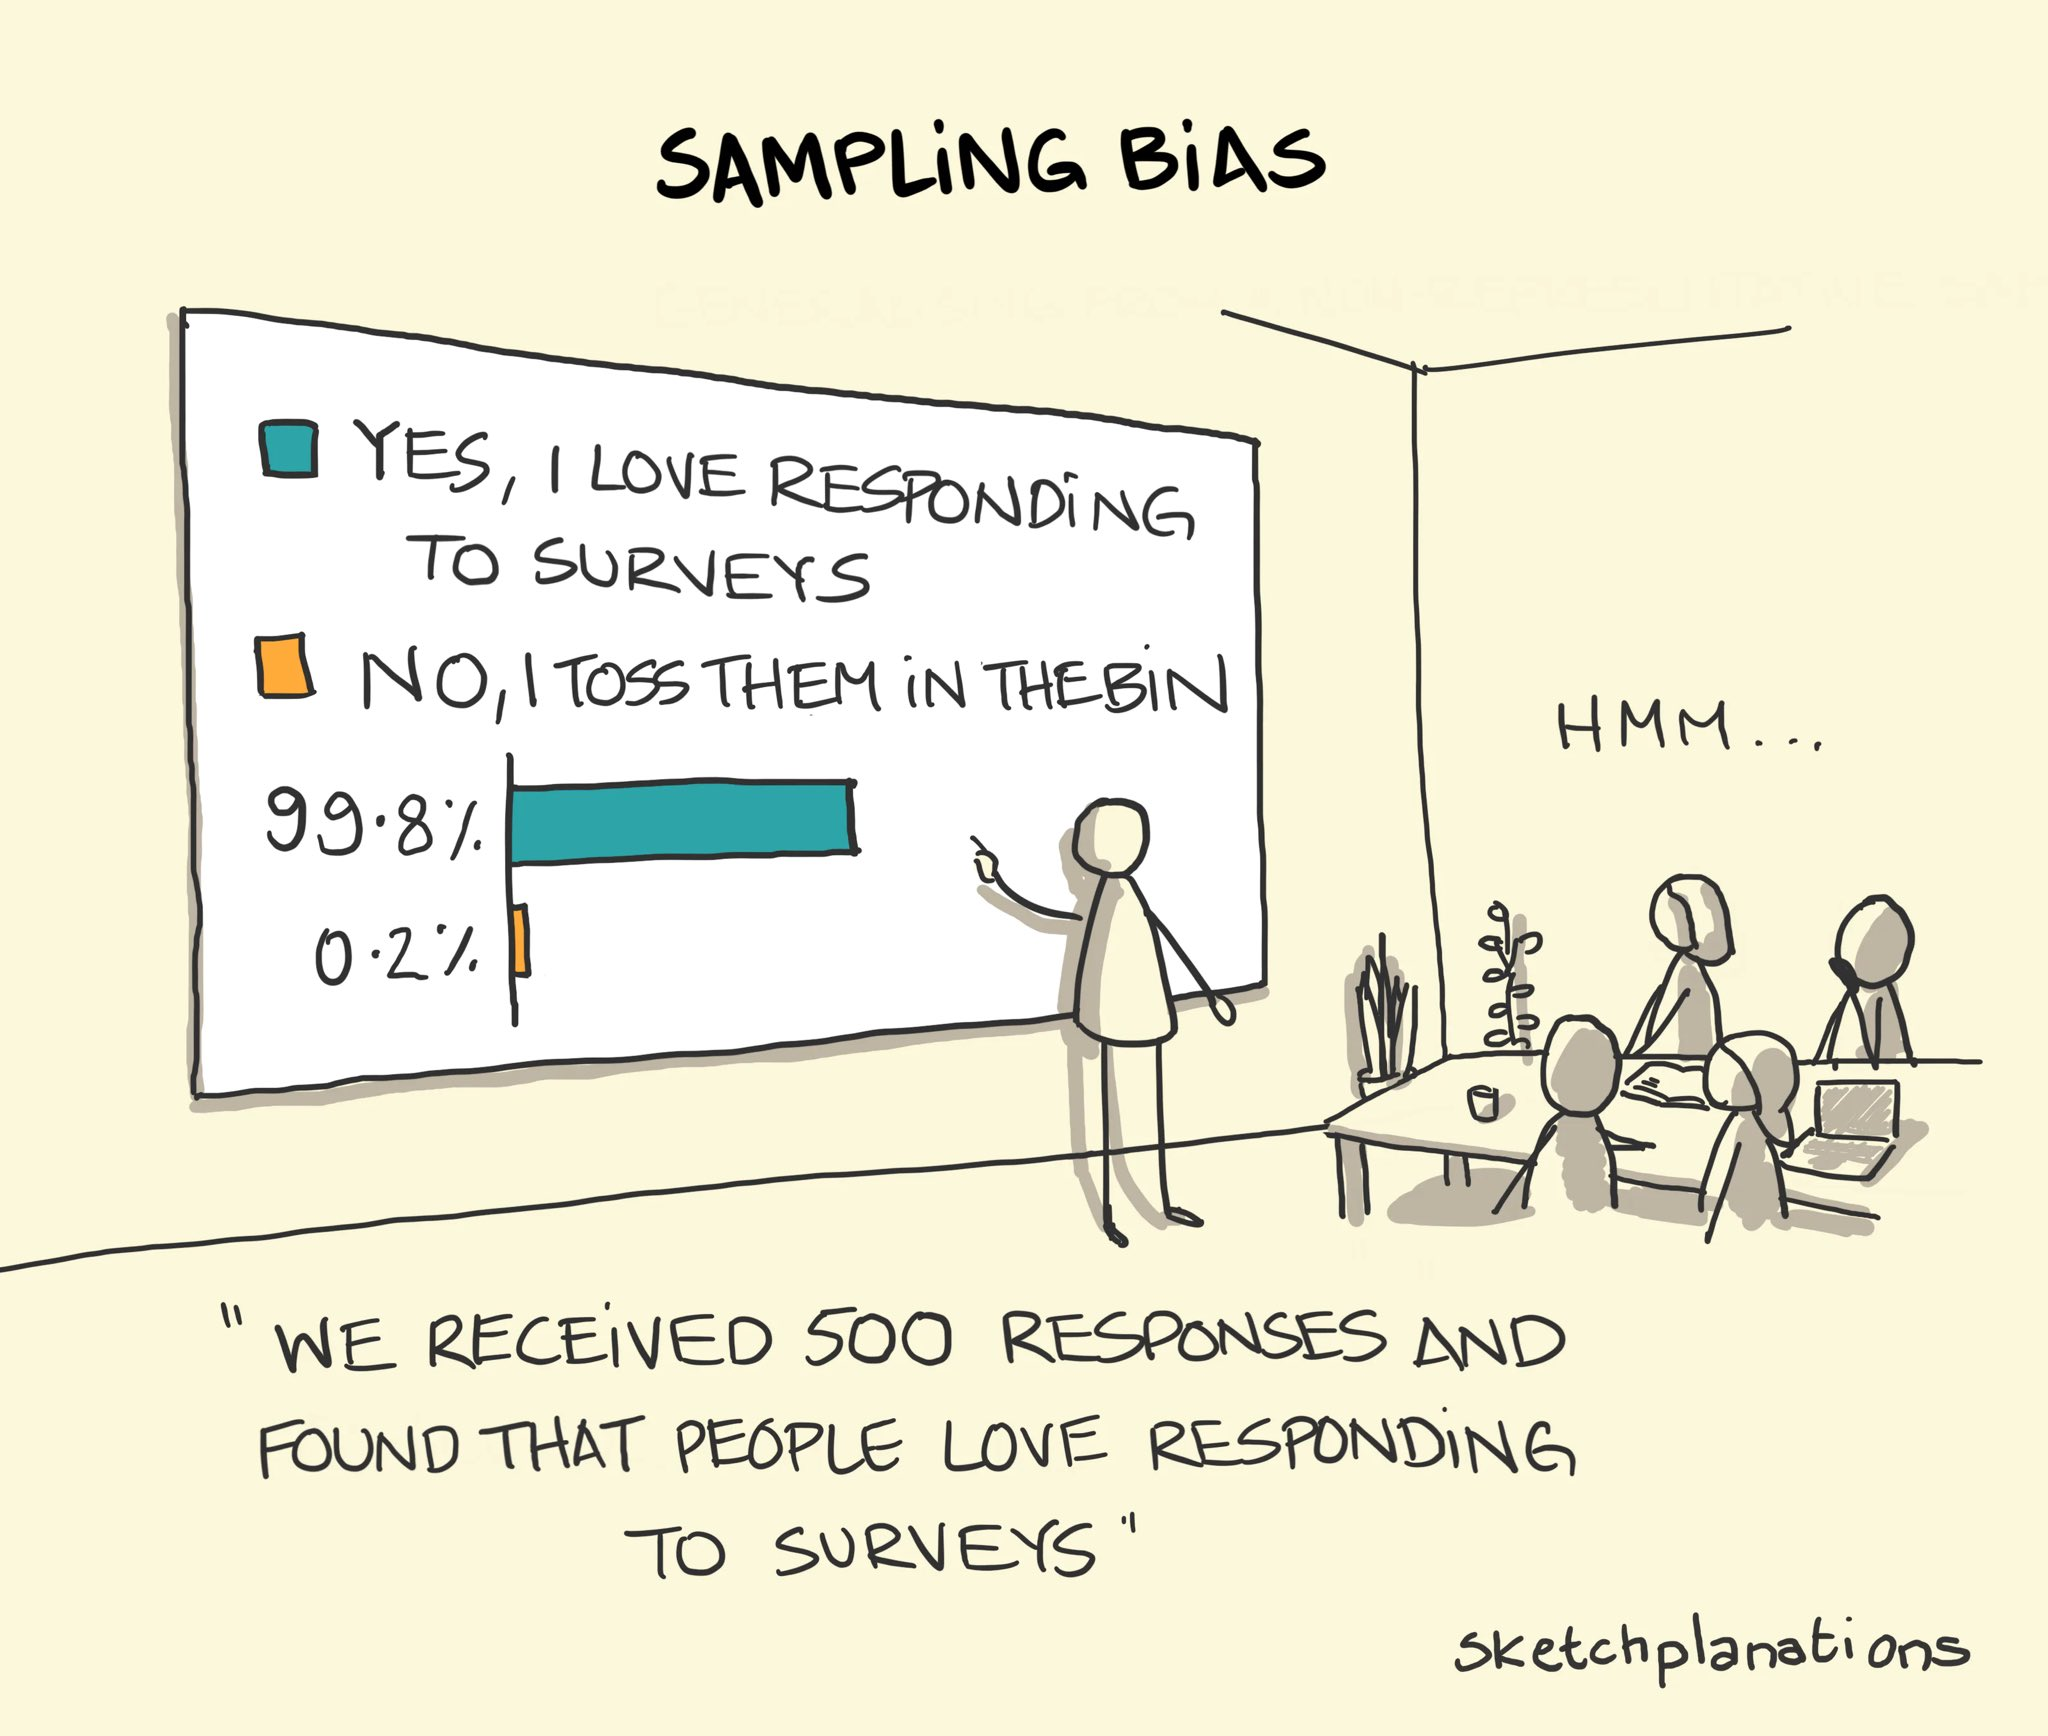 SAMPLING BIAS
YES, I LOVE RESPONDING
TO SURVEYS
NO, I TOSS THEM IN THE BIN
99.8%
0.2%
HMM...
"WE RECEIVED 500 RESPONSES AND
FOUND THAT PEOPLE LOVE RESPONDING
TO SURVEYS"
sketchplanations